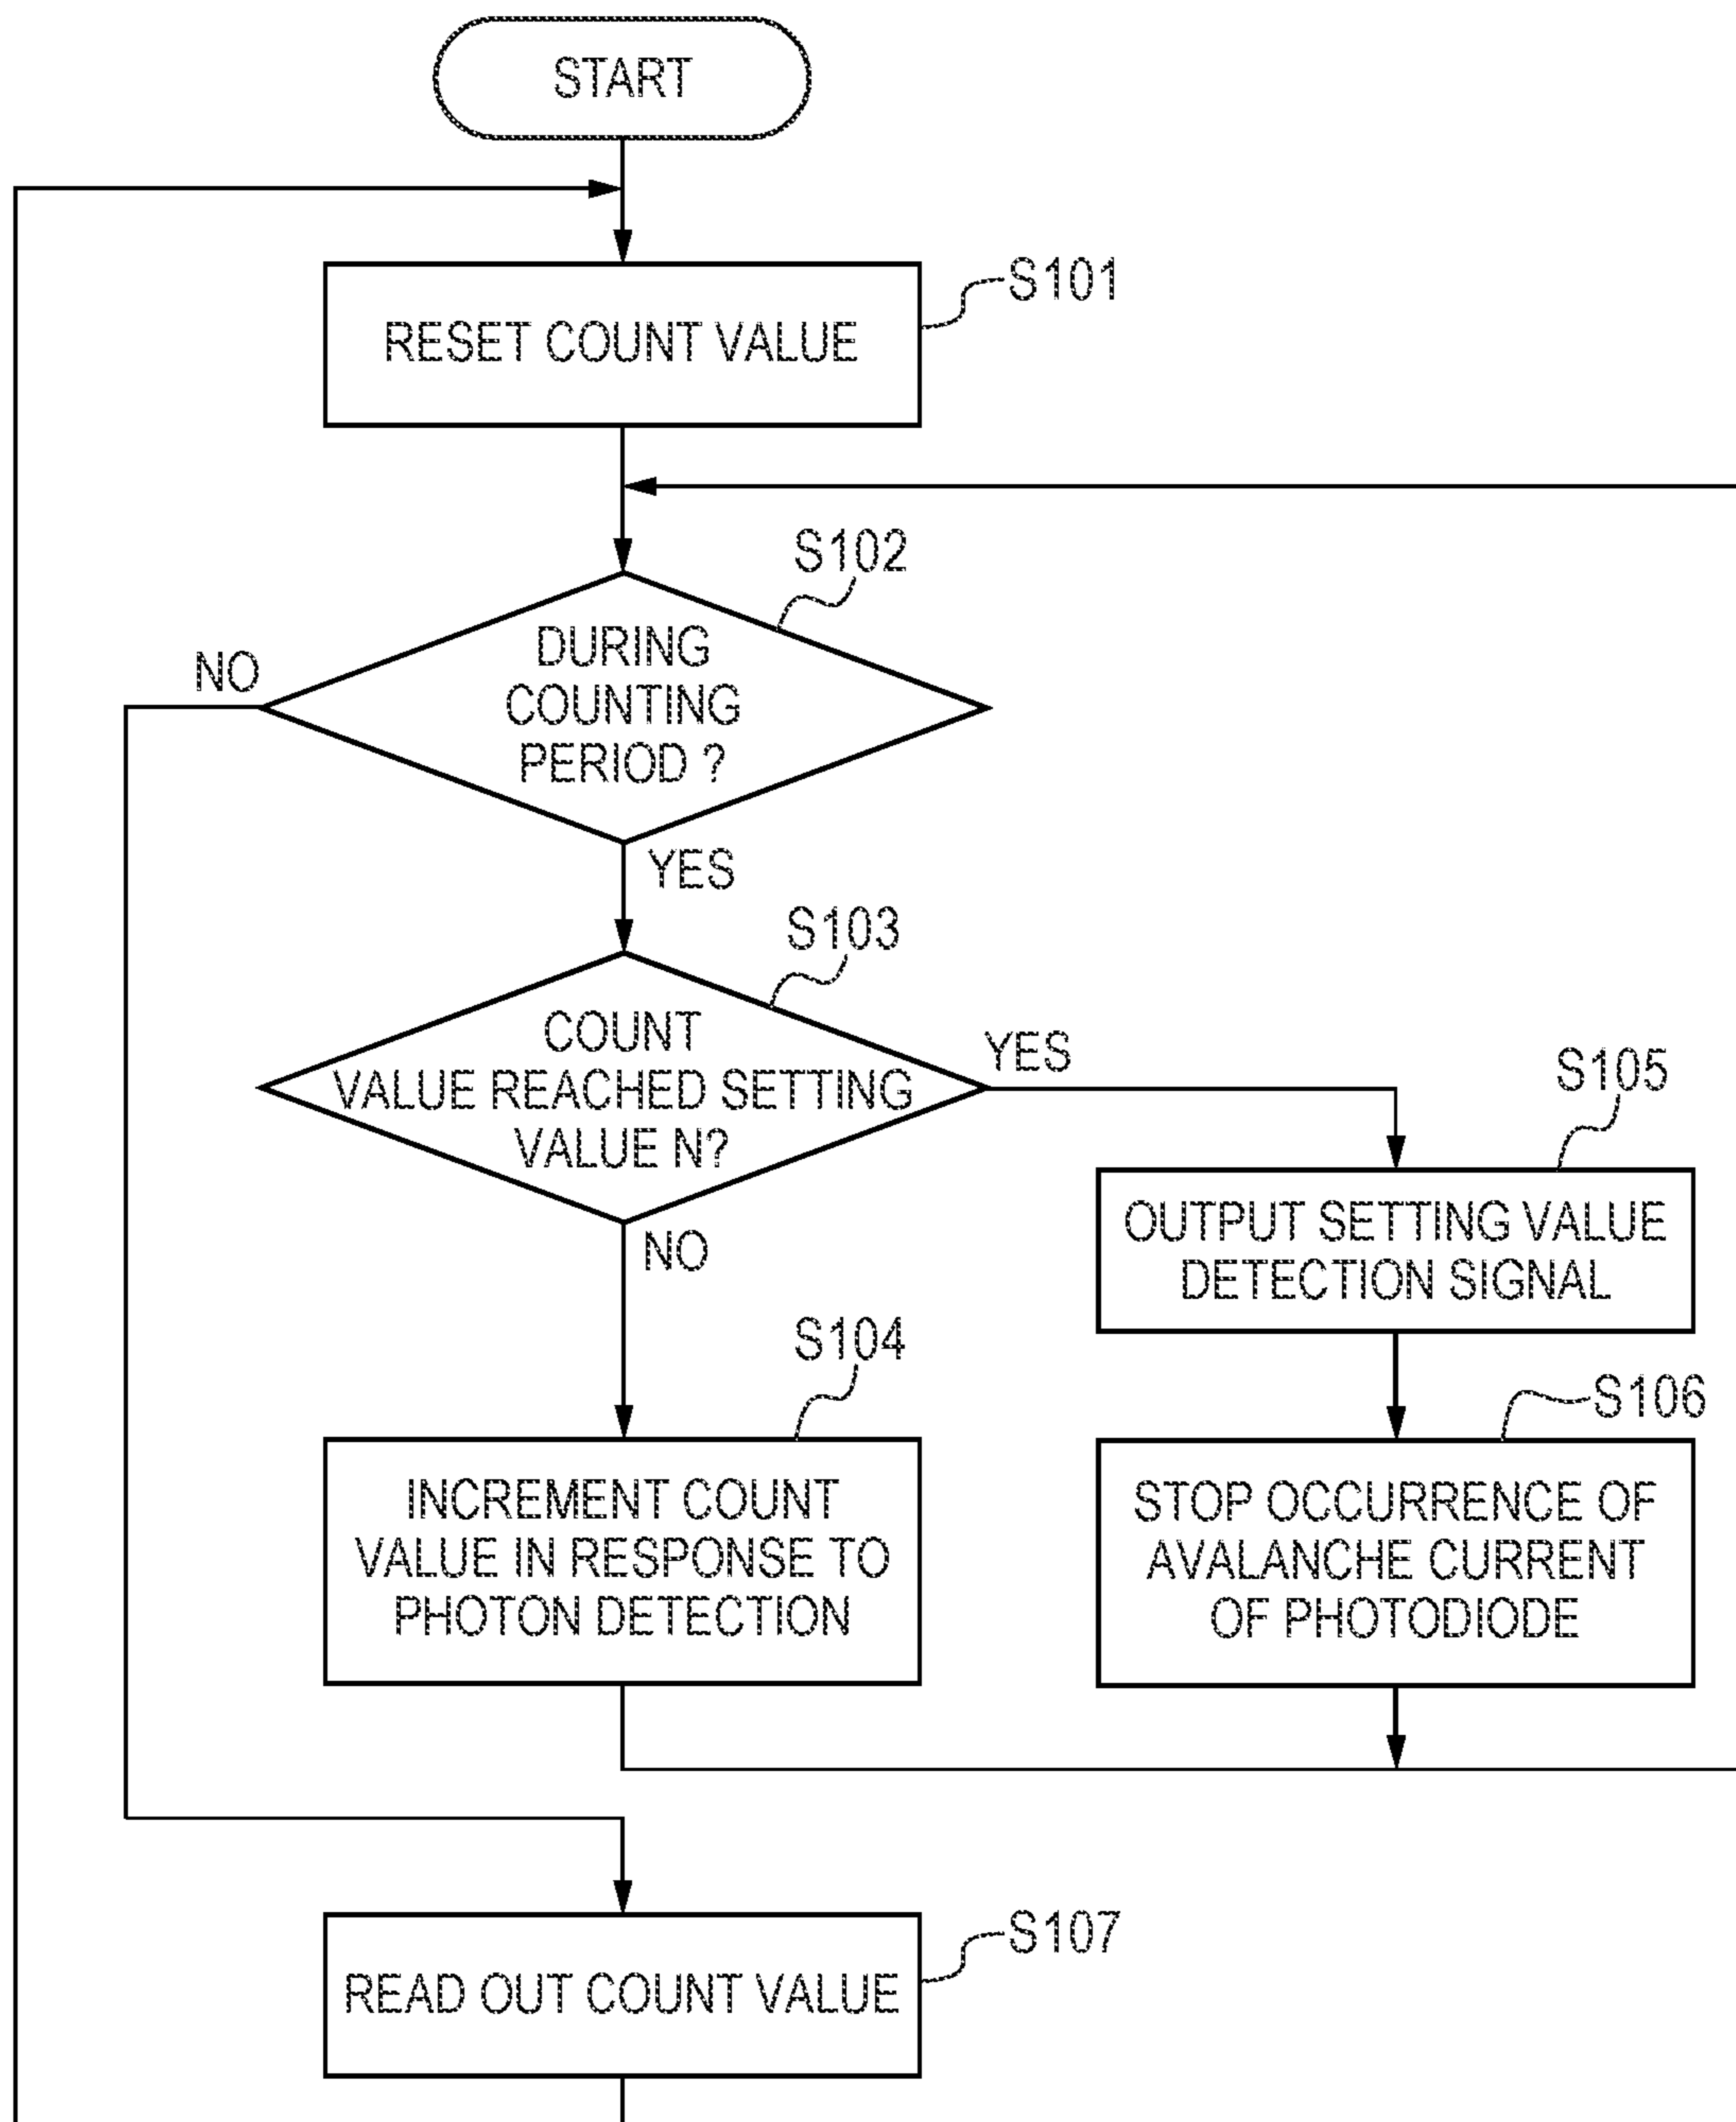 START
S101
RESET COUNT VALUE
S102
DURING
COUNTING
PERIOD ?
NO
YES
S103
COUNT
VALUE REACHED SETTING
VALUE N?
YES
NO
S105
OUTPUT SETTING VALUE
DETECTION SIGNAL
S104
INCREMENT COUNT
VALUE IN RESPONSE TO
PHOTON DETECTION
S106
STOP OCCURRENCE OF
AVALANCHE CURRENT
OF PHOTODIODE
S107
READ OUT COUNT VALUE